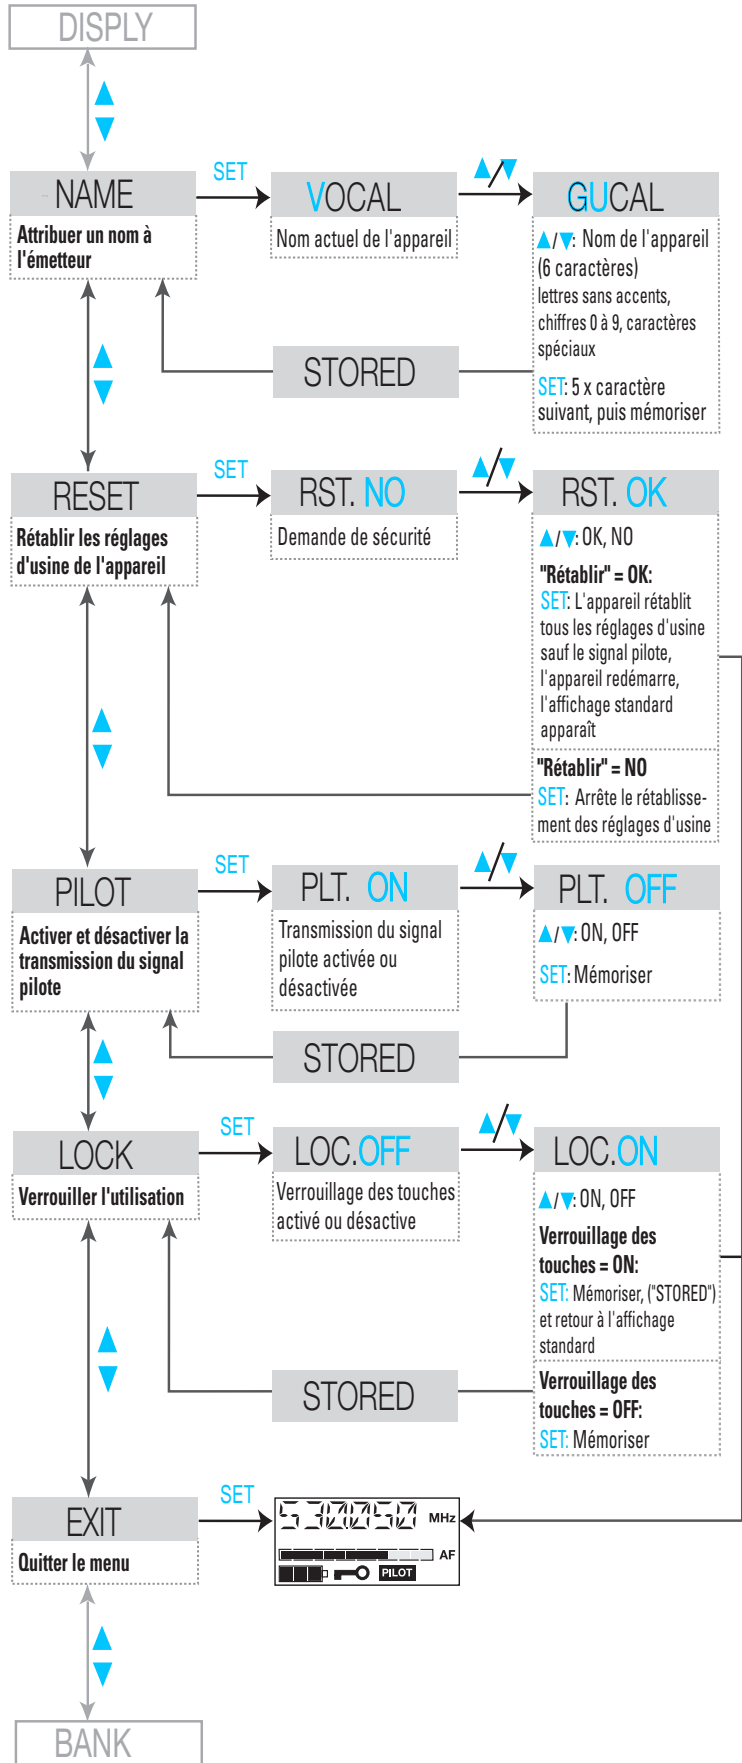 DISPLY
NAME
Attribuer un nom à
l'émetteur
SET
VOCAL
Nom actuel de l'appareil
GUCAL
/ : Nom de l'appareil
(6 caractères)
lettres sans accents,
chiffres 0 à 9, caractères
spéciaux
SET: 5 x caractère
suivant, puis mémoriser
STORED
RESET
Rétablir les réglages
d'usine de l'appareil
SET
RST. NO
Demande de sécurité
RST. OK
/ : OK, NO
"Rétablir" = OK:
SET: L'appareil rétablit
tous les réglages d'usine
sauf le signal pilote,
l'appareil redémarre,
l'affichage standard
apparaît
"Rétablir" = NO
SET: Arrête le rétablisse-
ment des réglages d'usine
PILOT
Activer et désactiver la
transmission du signal
pilote
SET
PLT. ON
Transmission du signal
pilote activée ou
désactivée
PLT. OFF
/ : ON, OFF
SET: Mémoriser
STORED
LOCK
Verrouiller l'utilisation
SET
LOC.OFF
Verrouillage des touches
activé ou désactive
LOC.ON
/ : ON, OFF
Verrouillage des
touches = ON:
SET: Mémoriser, ("STORED")
et retour à l'affichage
standard
Verrouillage des
touches = OFF:
SET: Mémoriser
STORED
EXIT
Quitter le menu
SET
530.050 MHz
AF
PILOT
BANK